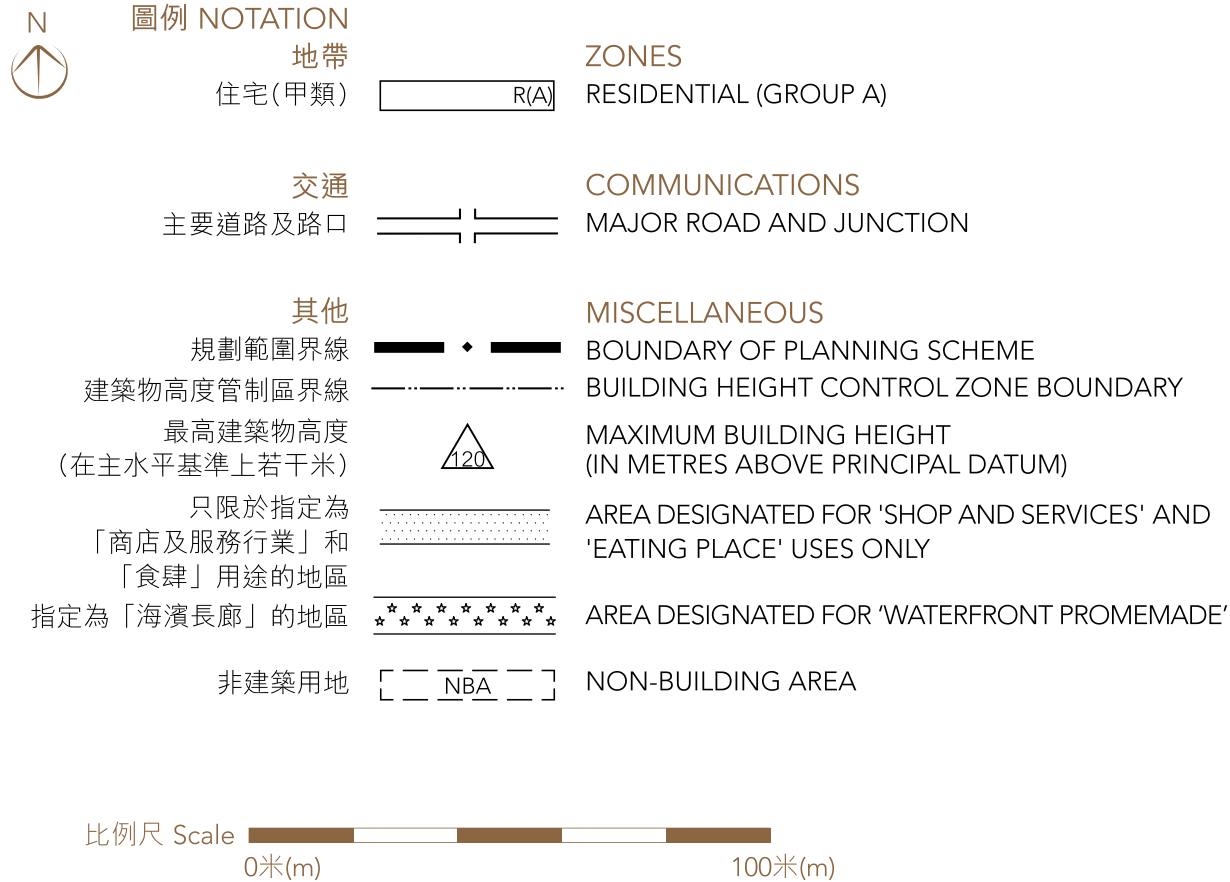 N
圖例 NOTATION
地帶 ZONES
住宅(甲類) R(A) RESIDENTIAL (GROUP A)
交通 COMMUNICATIONS
主要道路及路口 MAJOR ROAD AND JUNCTION
其他 MISCELLANEOUS
規劃範圍界線 BOUNDARY OF PLANNING SCHEME
建築物高度管制區界線 BUILDING HEIGHT CONTROL ZONE BOUNDARY
最高建築物高度 MAXIMUM BUILDING HEIGHT
(在主水平基準上若干米) 120 (IN METRES ABOVE PRINCIPAL DATUM)
只限於指定為 AREA DESIGNATED FOR 'SHOP AND SERVICES' AND
「商店及服務行業」和 'EATING PLACE' USES ONLY
「食肆」用途的地區
指定為「海濱長廊」的地區 AREA DESIGNATED FOR ‘WATERFRONT PROMEMADE’
非建築用地 NBA NON-BUILDING AREA
比例尺 Scale
0米(m) 100米(m)